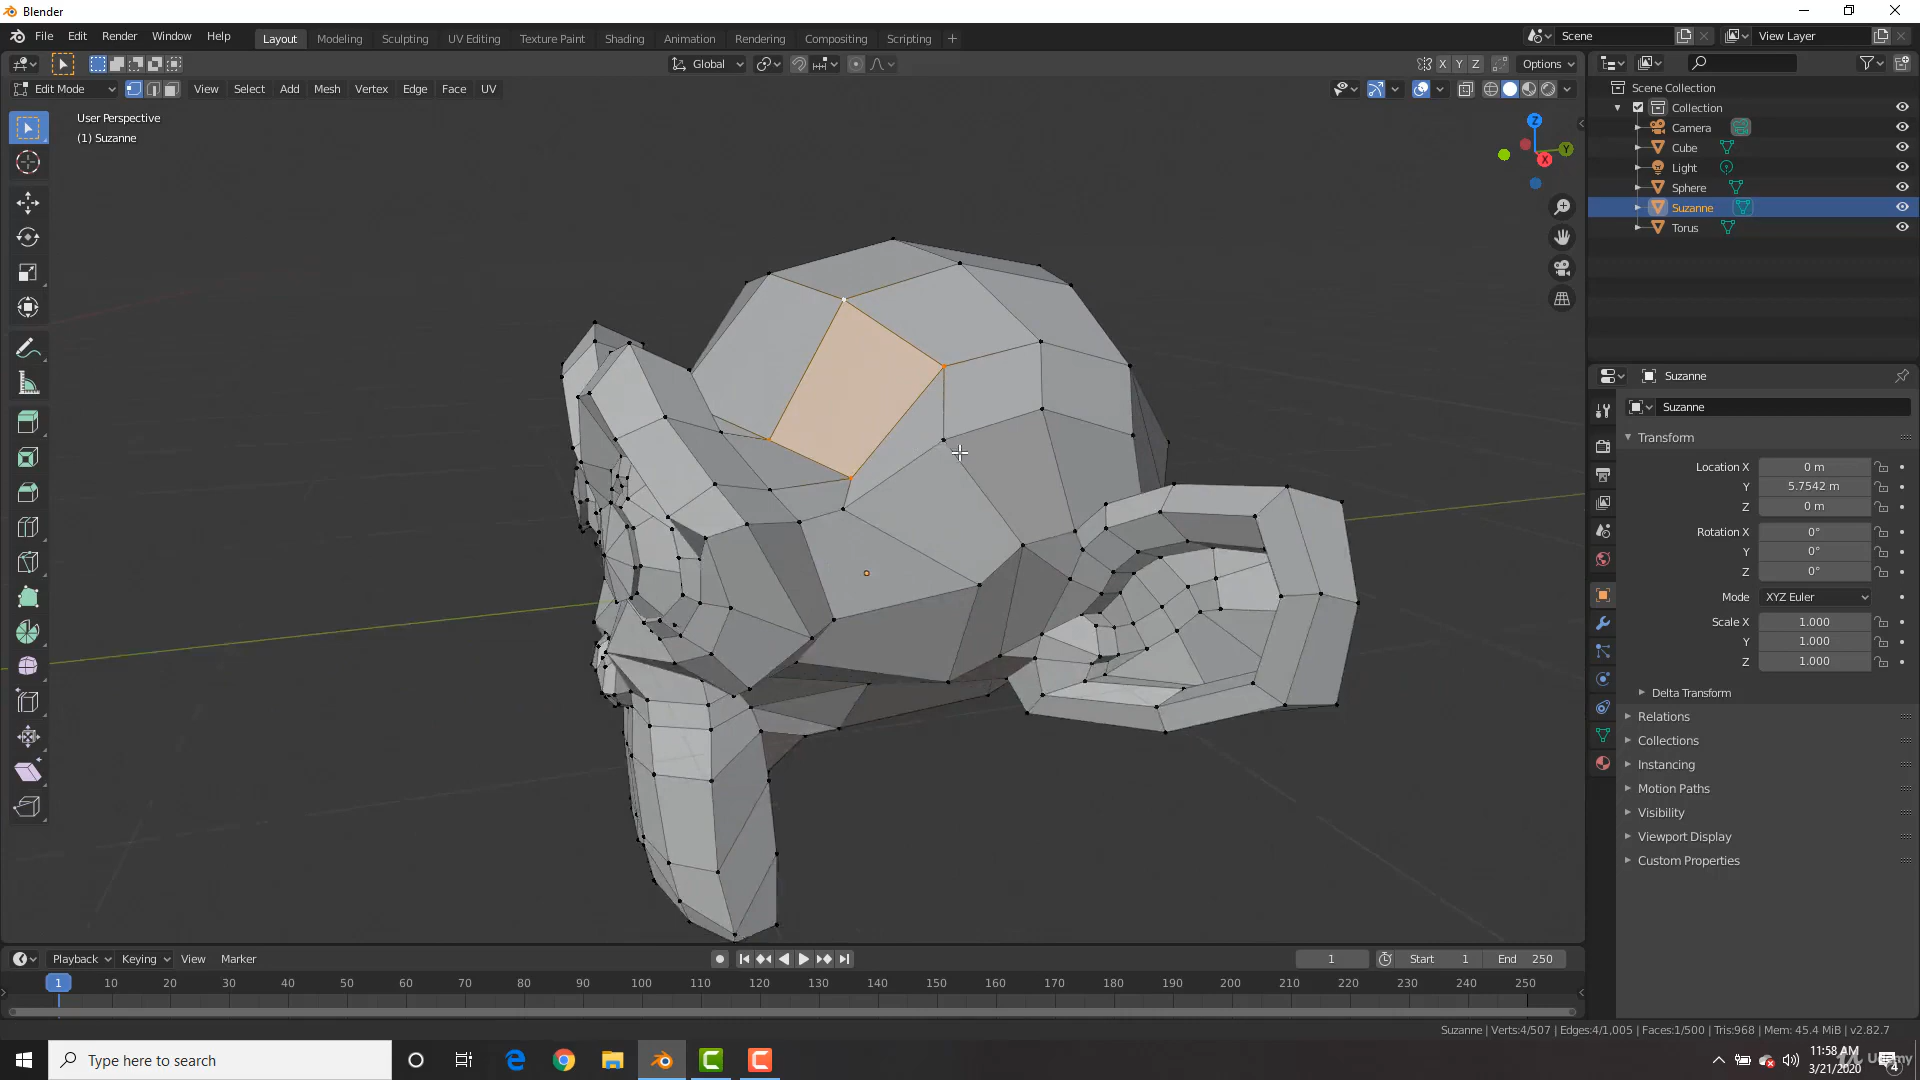 Blender
File Edit Render Window Help Layout Modeling Sculpting UV Editing Texture Paint Shading Animation Rendering Compositing Scripting + Scene View Layer
Global X Y Z Options
Edit Mode View Select Add Mesh Vertex Edge Face UV
User Perspective
(1) Suzanne
Z
Y
X
Scene Collection
Collection
Camera
Cube
Light
Sphere
Suzanne
Torus
Suzanne
Suzanne
Transform
Location X 0 m
Y 5.7542 m
Z 0 m
Rotation X 0°
Y 0°
Z 0°
Mode XYZ Euler
Scale X 1.000
Y 1.000
Z 1.000
Delta Transform
Relations
Collections
Instancing
Motion Paths
Visibility
Viewport Display
Custom Properties
Playback Keying View Marker 1 Start 1 End 250
1 10 20 30 40 50 60 70 80 90 100 110 120 130 140 150 160 170 180 190 200 210 220 230 240 250
Suzanne | Verts:4/507 | Edges:4/1,005 | Faces:1/500 | Tris:968 | Mem: 45.4 MiB | v2.82.7
Type here to search
11:58 AM
3/21/2020
Udemy
4